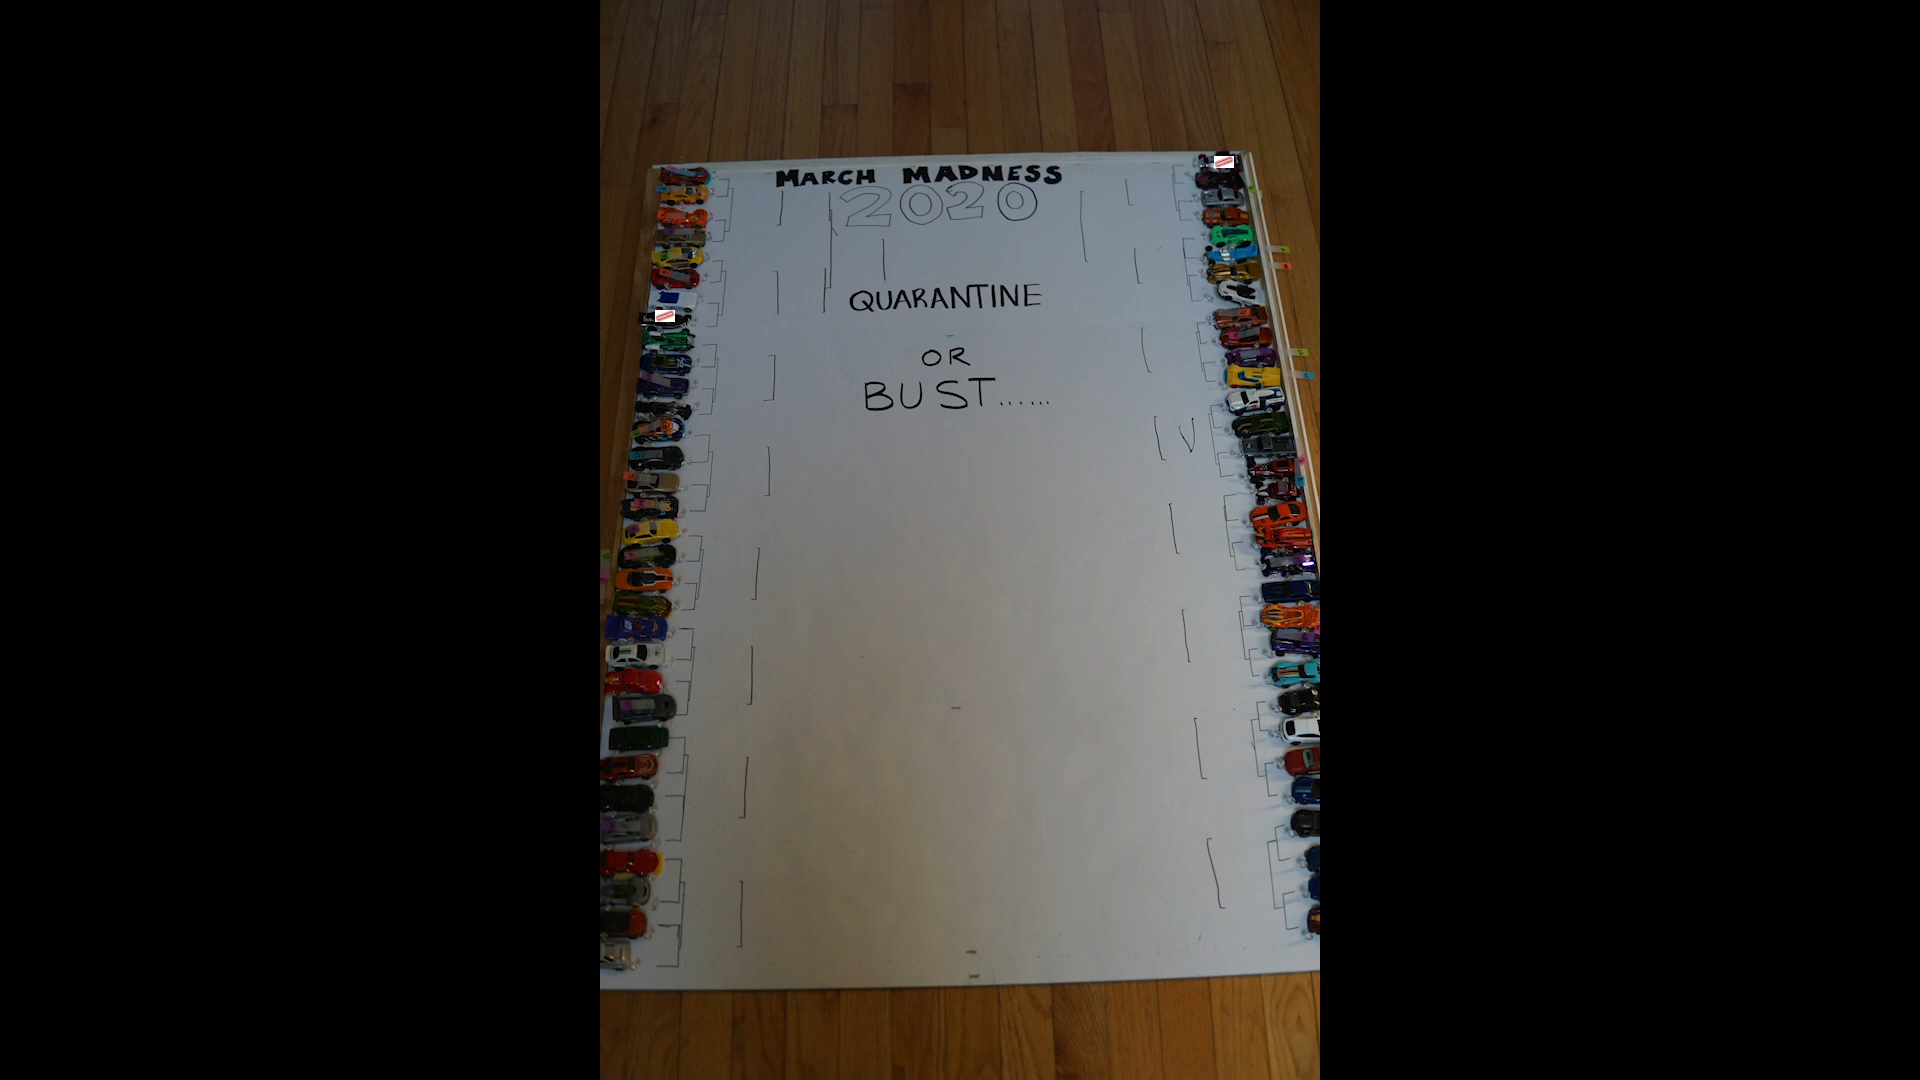 MARCH MADNESS
2020
QUARANTINE
OR
BUST......